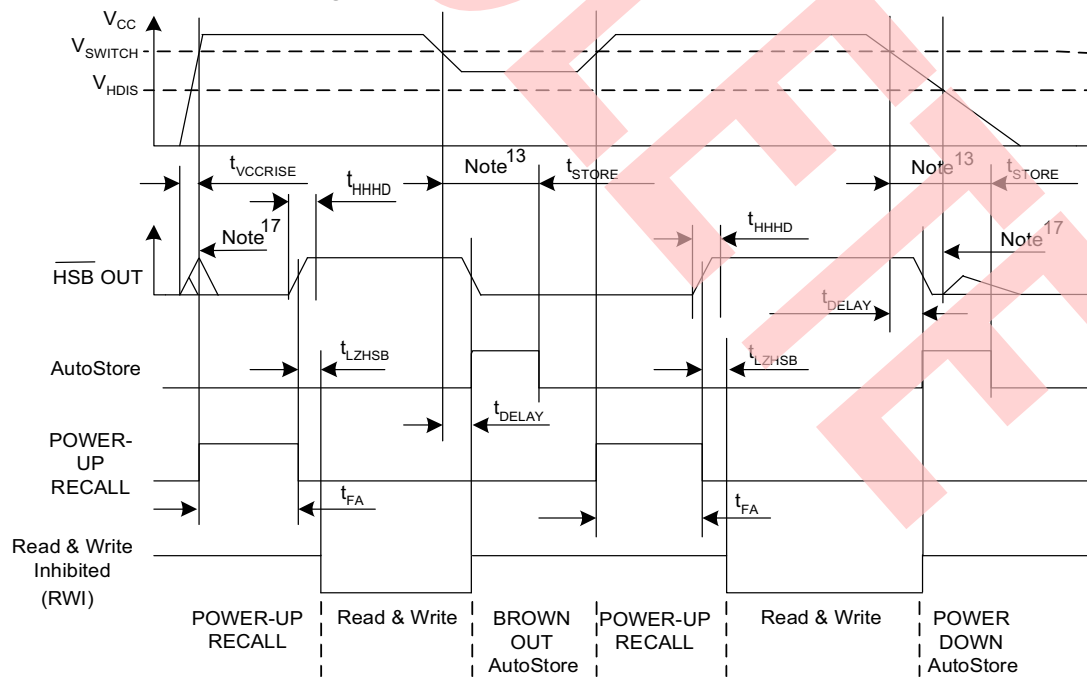 VCC
VSWITCH
VHDIS
tVCCRISE
tHHHD
Note13
tSTORE
Note13
tSTORE
Note17
tHHHD
Note17
HSB OUT
tDELAY
tLZHSB
tLZHSB
AutoStore
tDELAY
POWER-
UP
RECALL
tFA
tFA
Read & Write
Inhibited
(RWI)
POWER-UP
RECALL
Read & Write
BROWN
OUT
AutoStore
POWER-UP
RECALL
Read & Write
POWER
DOWN
AutoStore